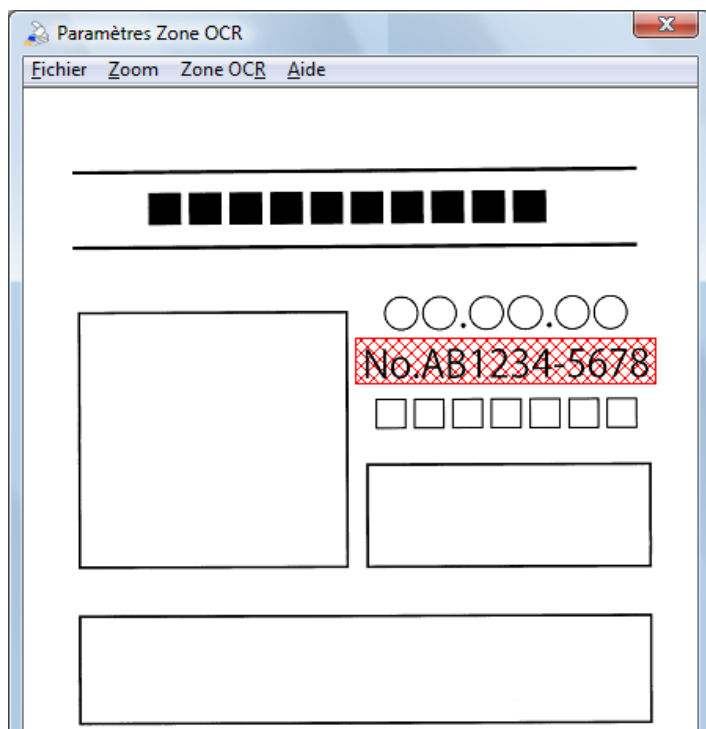 Paramètres Zone OCR
Fichier Zoom Zone OCR Aide
■■■■■■■■■■
○○.○○.○○
No.AB1234-5678
□□□□□□□